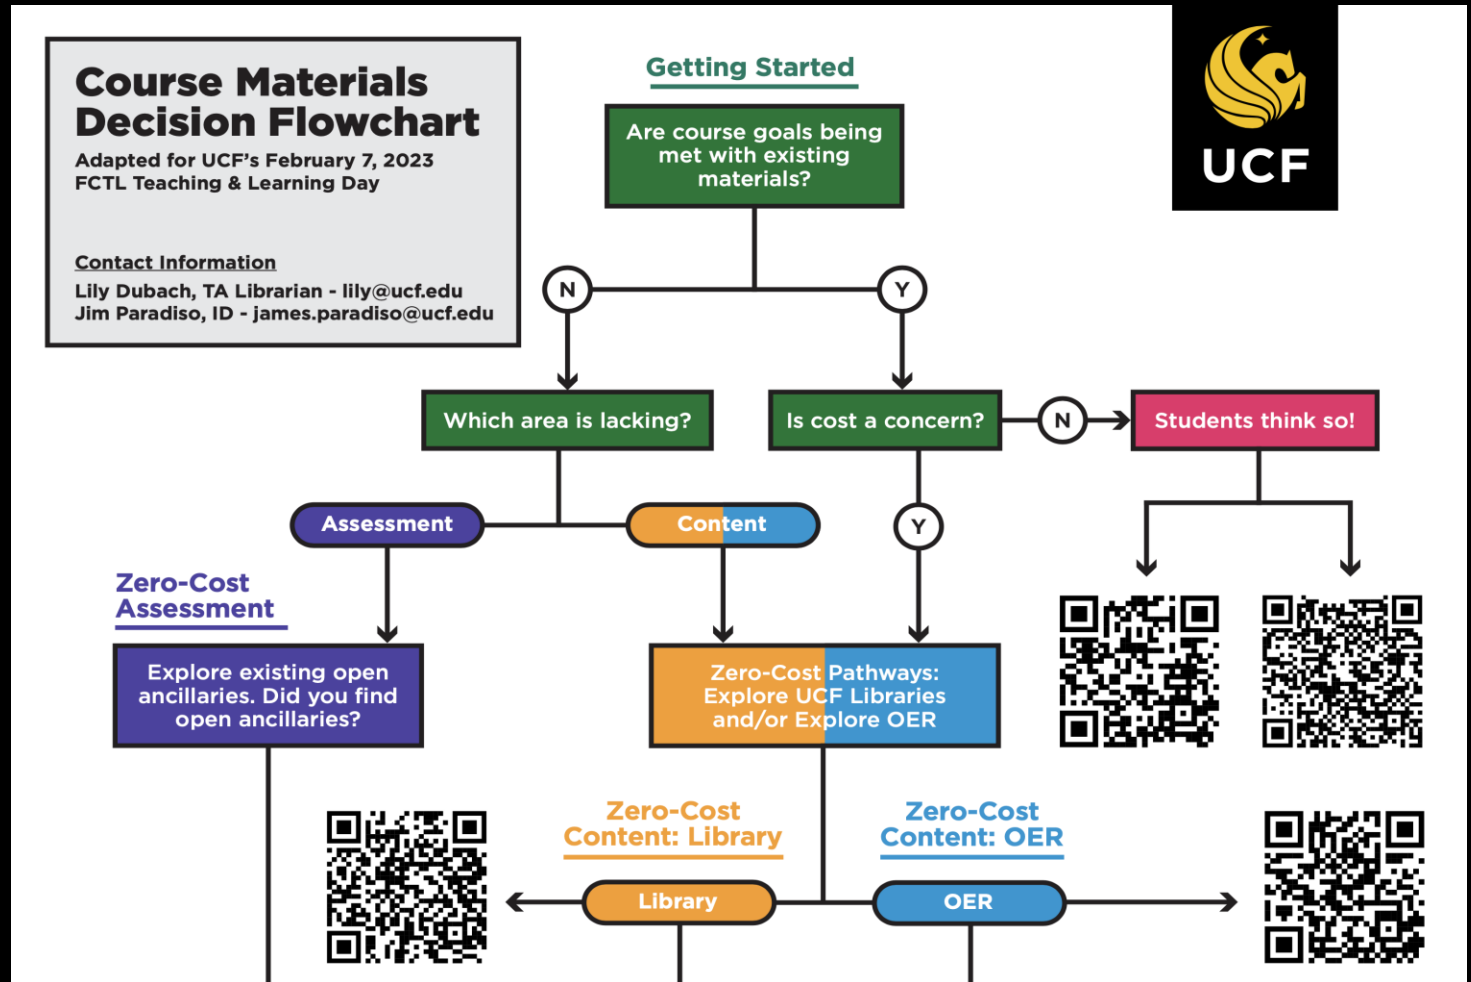 Course Materials
Decision Flowchart
Adapted for UCF's February 7, 2023
FCTL Teaching & Learning Day
Contact Information
Lily Dubach, TA Librarian - lily@ucf.edu
Jim Paradiso, ID - james.paradiso@ucf.edu
Getting Started
Are course goals being
met with existing
materials?
UCF
N
Y
Which area is lacking?
Is cost a concern?
N
Students think so!
Assessment
Content
Y
Zero-Cost
Assessment
Explore existing open
ancillaries. Did you find
open ancillaries?
Zero-Cost Pathways:
Explore UCF Libraries
and/or Explore OER
Zero-Cost
Content: Library
Zero-Cost
Content: OER
Library
OER